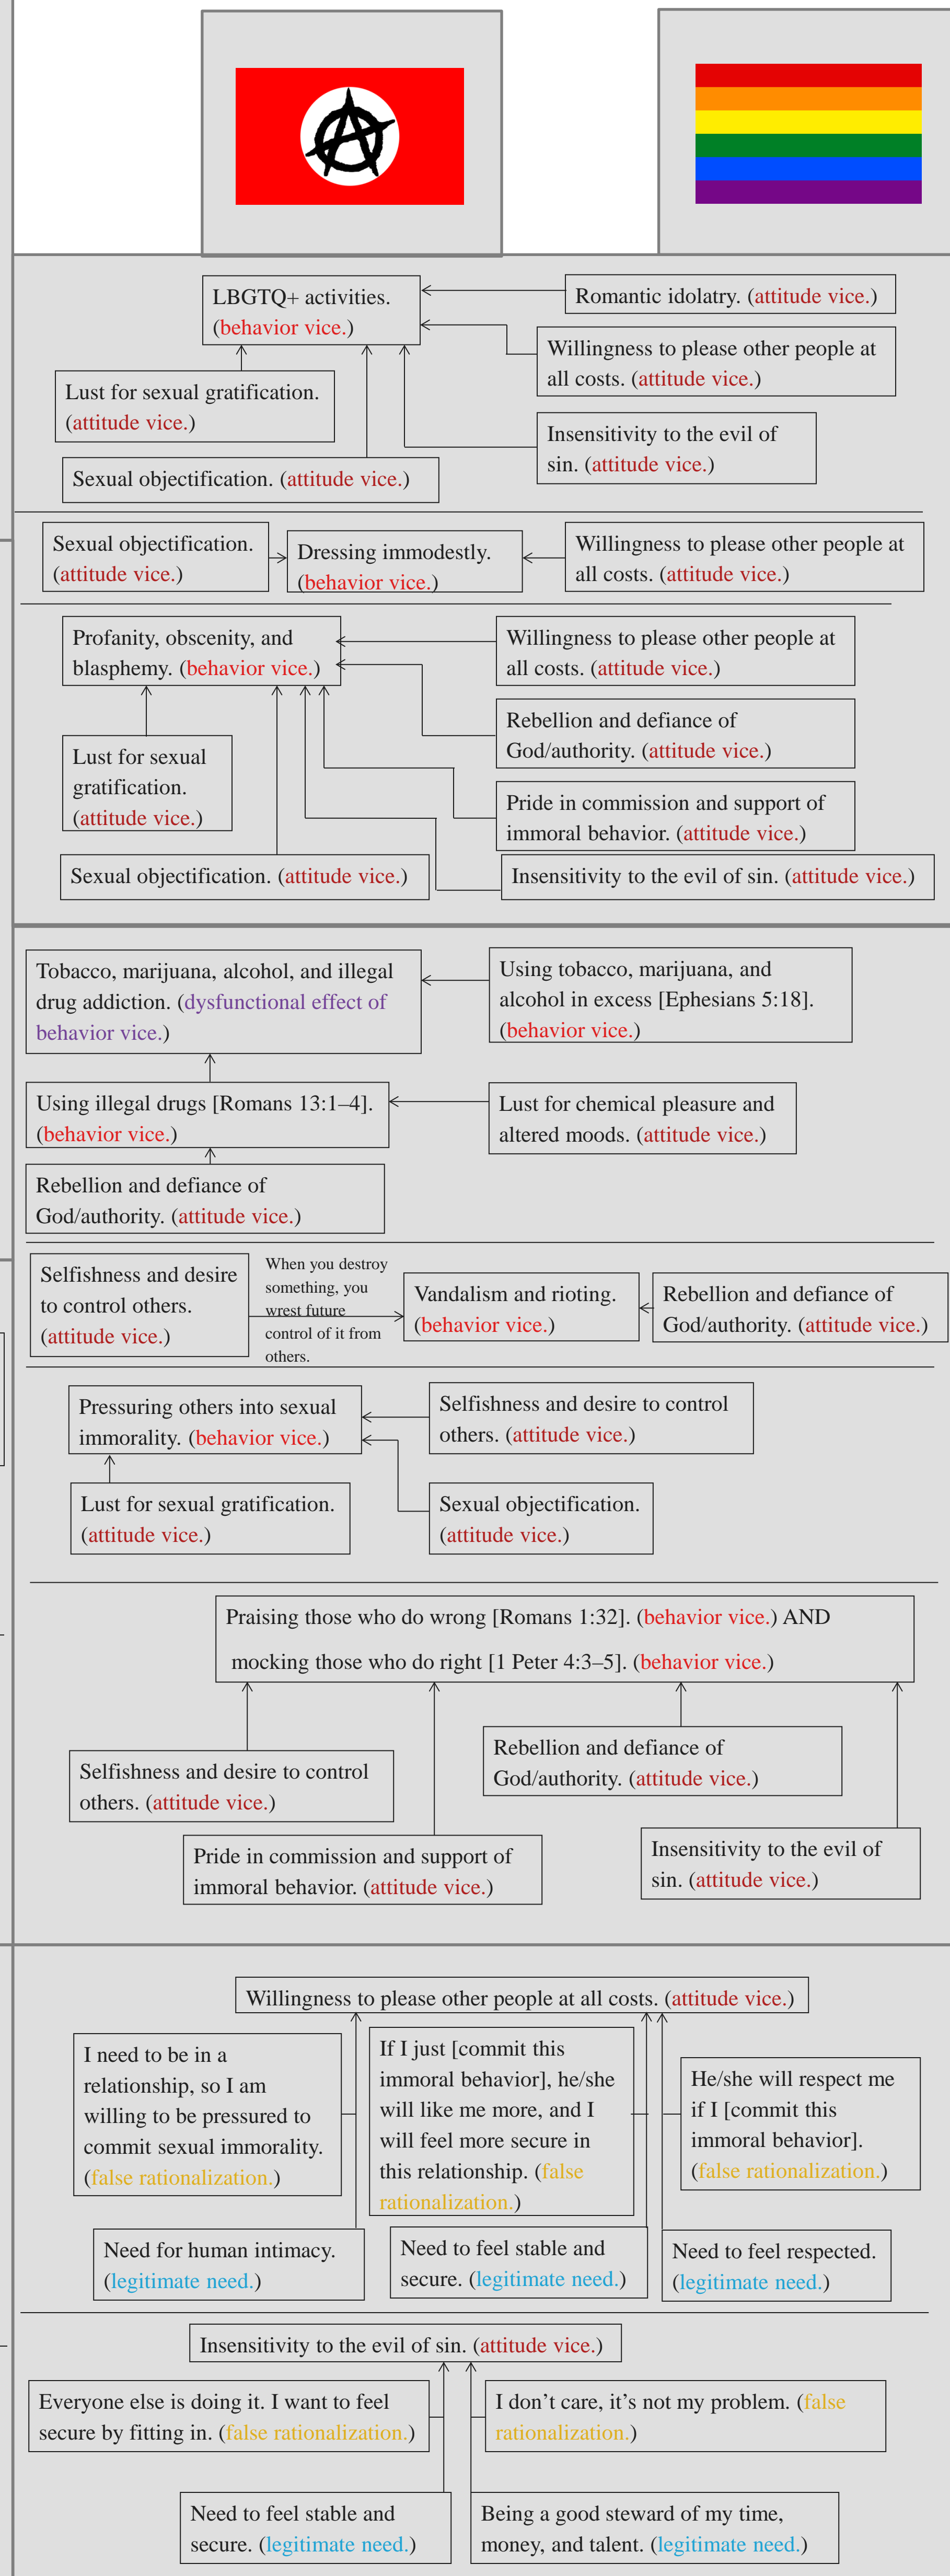 LBGTQ+ activities.
(behavior vice.)
Romantic idolatry. (attitude vice.)
Willingness to please other people at
all costs. (attitude vice.)
Lust for sexual gratification.
(attitude vice.)
Insensitivity to the evil of
sin. (attitude vice.)
Sexual objectification. (attitude vice.)
Sexual objectification.
(attitude vice.)
Dressing immodestly.
(behavior vice.)
Willingness to please other people at
all costs. (attitude vice.)
Profanity, obscenity, and
blasphemy. (behavior vice.)
Willingness to please other people at
all costs. (attitude vice.)
Rebellion and defiance of
God/authority. (attitude vice.)
Lust for sexual
gratification.
(attitude vice.)
Pride in commission and support of
immoral behavior. (attitude vice.)
Sexual objectification. (attitude vice.)
Insensitivity to the evil of sin. (attitude vice.)
Tobacco, marijuana, alcohol, and illegal
drug addiction. (dysfunctional effect of
behavior vice.)
Using tobacco, marijuana, and
alcohol in excess [Ephesians 5:18].
(behavior vice.)
Using illegal drugs [Romans 13:1–4].
(behavior vice.)
Lust for chemical pleasure and
altered moods. (attitude vice.)
Rebellion and defiance of
God/authority. (attitude vice.)
Selfishness and desire
to control others.
(attitude vice.)
When you destroy
something, you
wrest future
control of it from
others.
Vandalism and rioting.
(behavior vice.)
Rebellion and defiance of
God/authority. (attitude vice.)
Pressuring others into sexual
immorality. (behavior vice.)
Selfishness and desire to control
others. (attitude vice.)
Lust for sexual gratification.
(attitude vice.)
Sexual objectification.
(attitude vice.)
Praising those who do wrong [Romans 1:32]. (behavior vice.) AND
mocking those who do right [1 Peter 4:3–5]. (behavior vice.)
Rebellion and defiance of
God/authority. (attitude vice.)
Selfishness and desire to control
others. (attitude vice.)
Pride in commission and support of
immoral behavior. (attitude vice.)
Insensitivity to the evil of
sin. (attitude vice.)
Willingness to please other people at all costs. (attitude vice.)
I need to be in a
relationship, so I am
willing to be pressured to
commit sexual immorality.
(false rationalization.)
If I just [commit this
immoral behavior], he/she
will like me more, and I
will feel more secure in
this relationship. (false
rationalization.)
He/she will respect me
if I [commit this
immoral behavior].
(false rationalization.)
Need for human intimacy.
(legitimate need.)
Need to feel stable and
secure. (legitimate need.)
Need to feel respected.
(legitimate need.)
Insensitivity to the evil of sin. (attitude vice.)
Everyone else is doing it. I want to feel
secure by fitting in. (false rationalization.)
I don’t care, it’s not my problem. (false
rationalization.)
Need to feel stable and
secure. (legitimate need.)
Being a good steward of my time,
money, and talent. (legitimate need.)